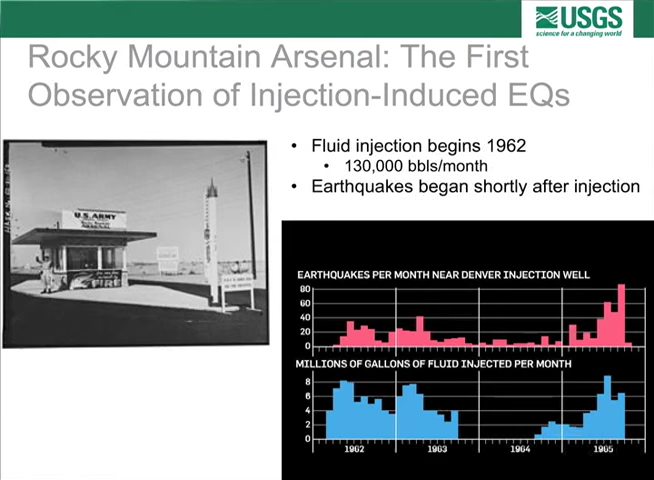 USGS
science for a changing world
Rocky Mountain Arsenal: The First
Observation of Injection-Induced EQs
• Fluid injection begins 1962
• 130,000 bbls/month
• Earthquakes began shortly after injection
U.S. ARMY
ARSENAL
FIRE
EARTHQUAKES PER MONTH NEAR DENVER INJECTION WELL
80
60
40
20
0
MILLIONS OF GALLONS OF FLUID INJECTED PER MONTH
8
6
4
2
0
1962 1963 1964 1965